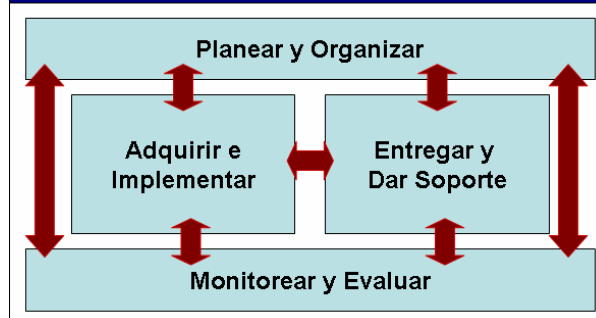 Planear y Organizar
Adquirir e
Implementar
Entregar y
Dar Soporte
Monitorear y Evaluar